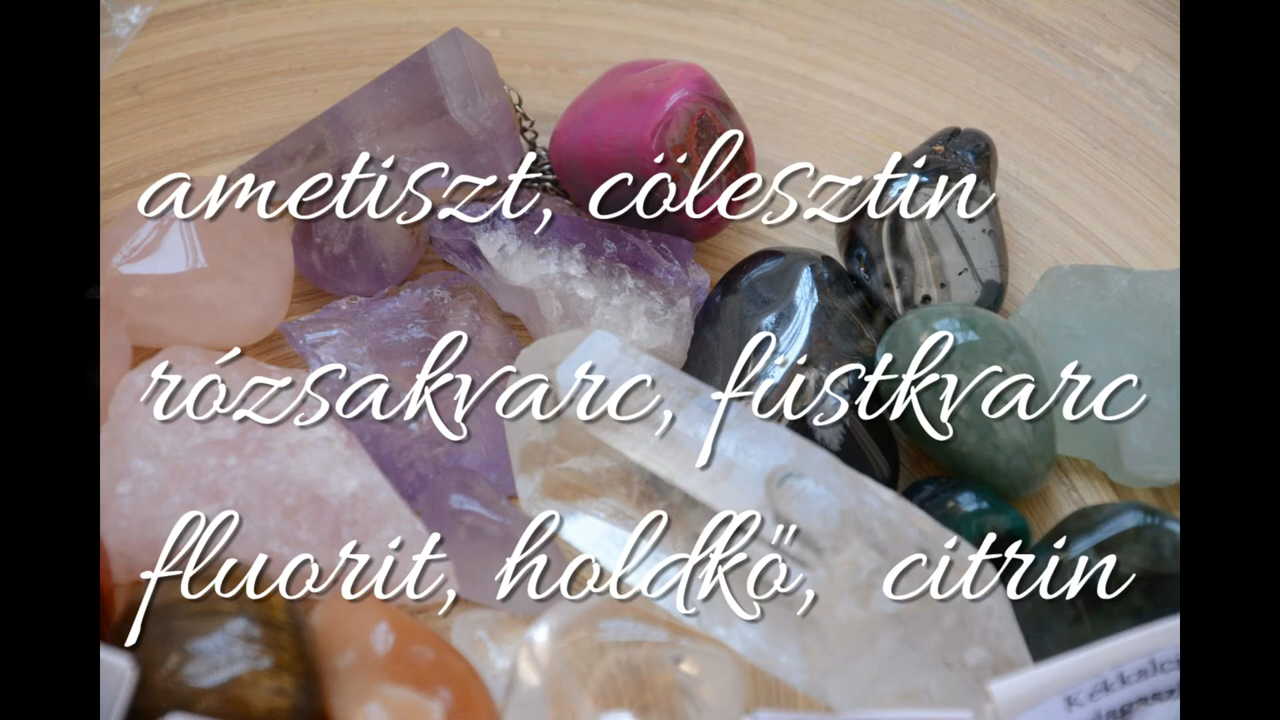 ametiszt, cölesztin
rózsakvarc, füstkvarc
fluorit, holdkő, citrin